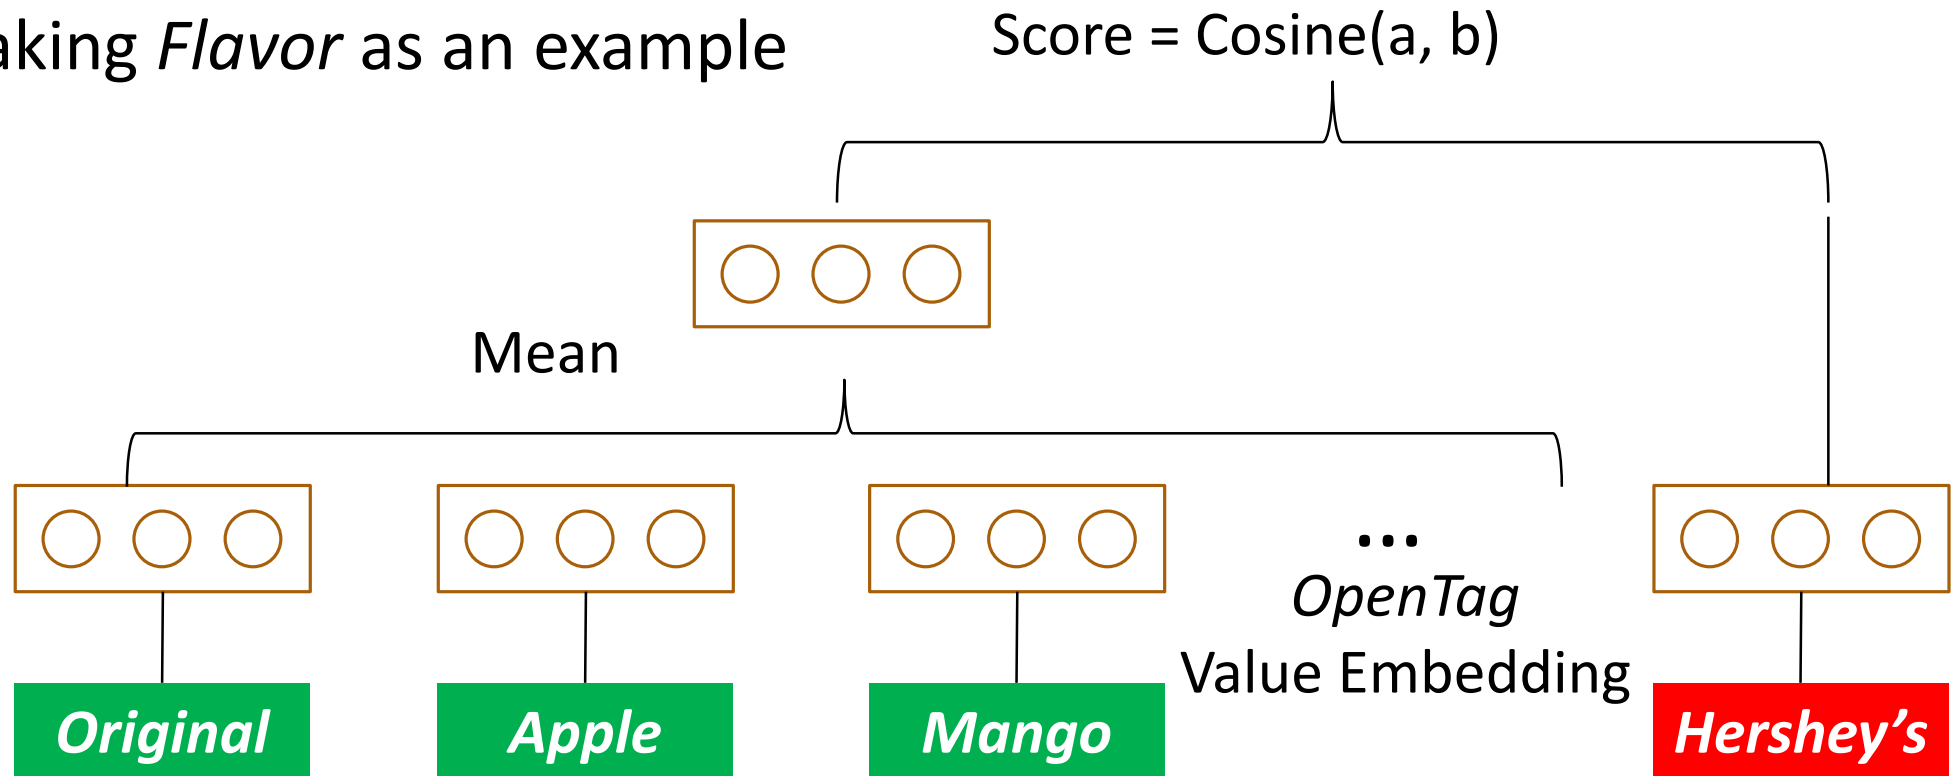 aking Flavor as an example
Score = Cosine(a, b)
Mean
...
OpenTag
Value Embedding
Original
Apple
Mango
Hershey’s